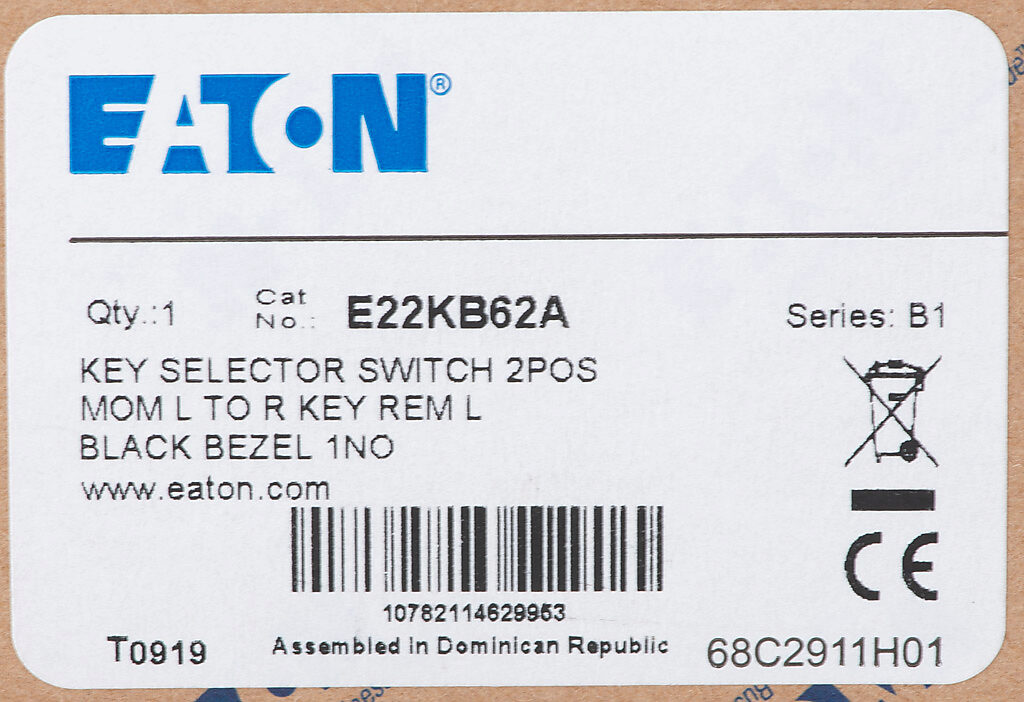 EATON®
Qty.:1 Cat No.: E22KB62A Series: B1
KEY SELECTOR SWITCH 2POS
MOM L TO R KEY REM L
BLACK BEZEL 1NO
www.eaton.com
CE
10782114629953
T0919 Assembled in Dominican Republic 68C2911H01